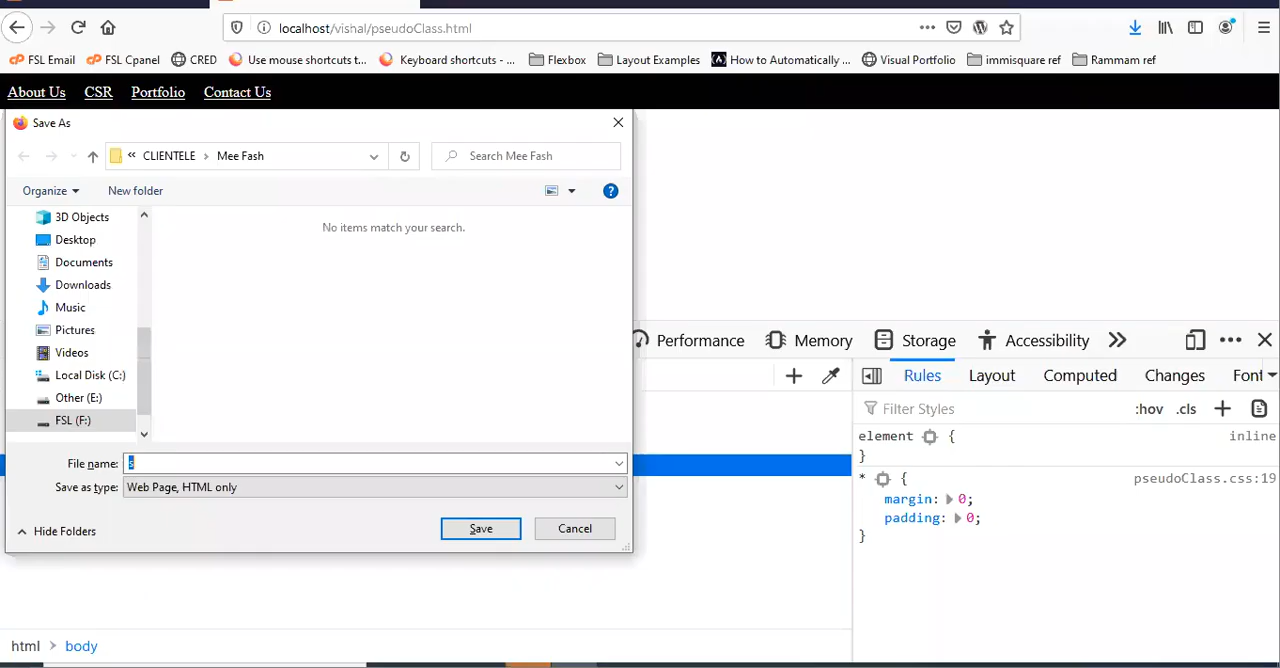 localhost/vishal/pseudoClass.html
FSL Email FSL Cpanel CRED Use mouse shortcuts t... Keyboard shortcuts - ... Flexbox Layout Examples How to Automatically ... Visual Portfolio immisquare ref Rammam ref
About Us CSR Portfolio Contact Us
Save As
« CLIENTELE › Mee Fash Search Mee Fash
Organize New folder
3D Objects
Desktop
Documents
Downloads
Music
Pictures
Videos
Local Disk (C:)
Other (E:)
FSL (F:)
No items match your search.
File name: s
Save as type: Web Page, HTML only
Hide Folders Save Cancel
Performance Memory Storage Accessibility
Rules Layout Computed Changes Font
Filter Styles :hov .cls
element { inline
}
* { pseudoClass.css:19
margin: 0;
padding: 0;
}
html > body